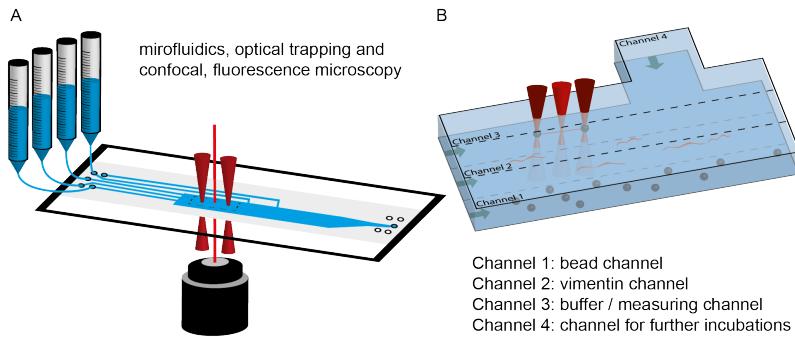 A
mirofluidics, optical trapping and
confocal, fluorescence microscopy
B
Channel 4
Channel 3
Channel 2
Channel 1
Channel 1: bead channel
Channel 2: vimentin channel
Channel 3: buffer / measuring channel
Channel 4: channel for further incubations